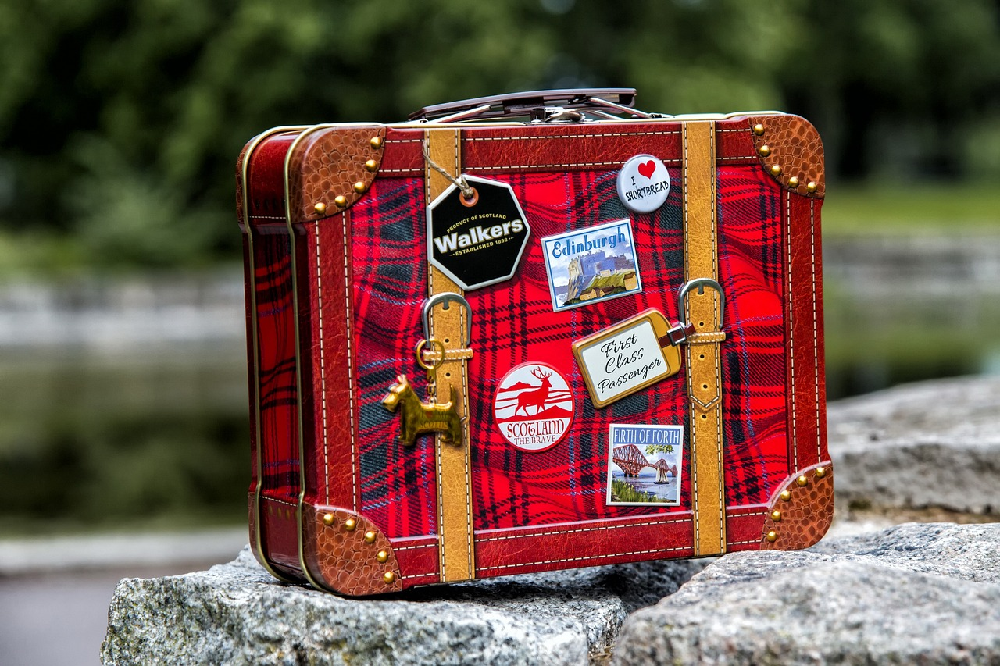 PRODUCT OF SCOTLAND
Walkers
ESTABLISHED 1898
I ♥
SHORTBREAD
Edinburgh
First
Class
Passenger
SCOTLAND
THE BRAVE
FIRTH OF FORTH